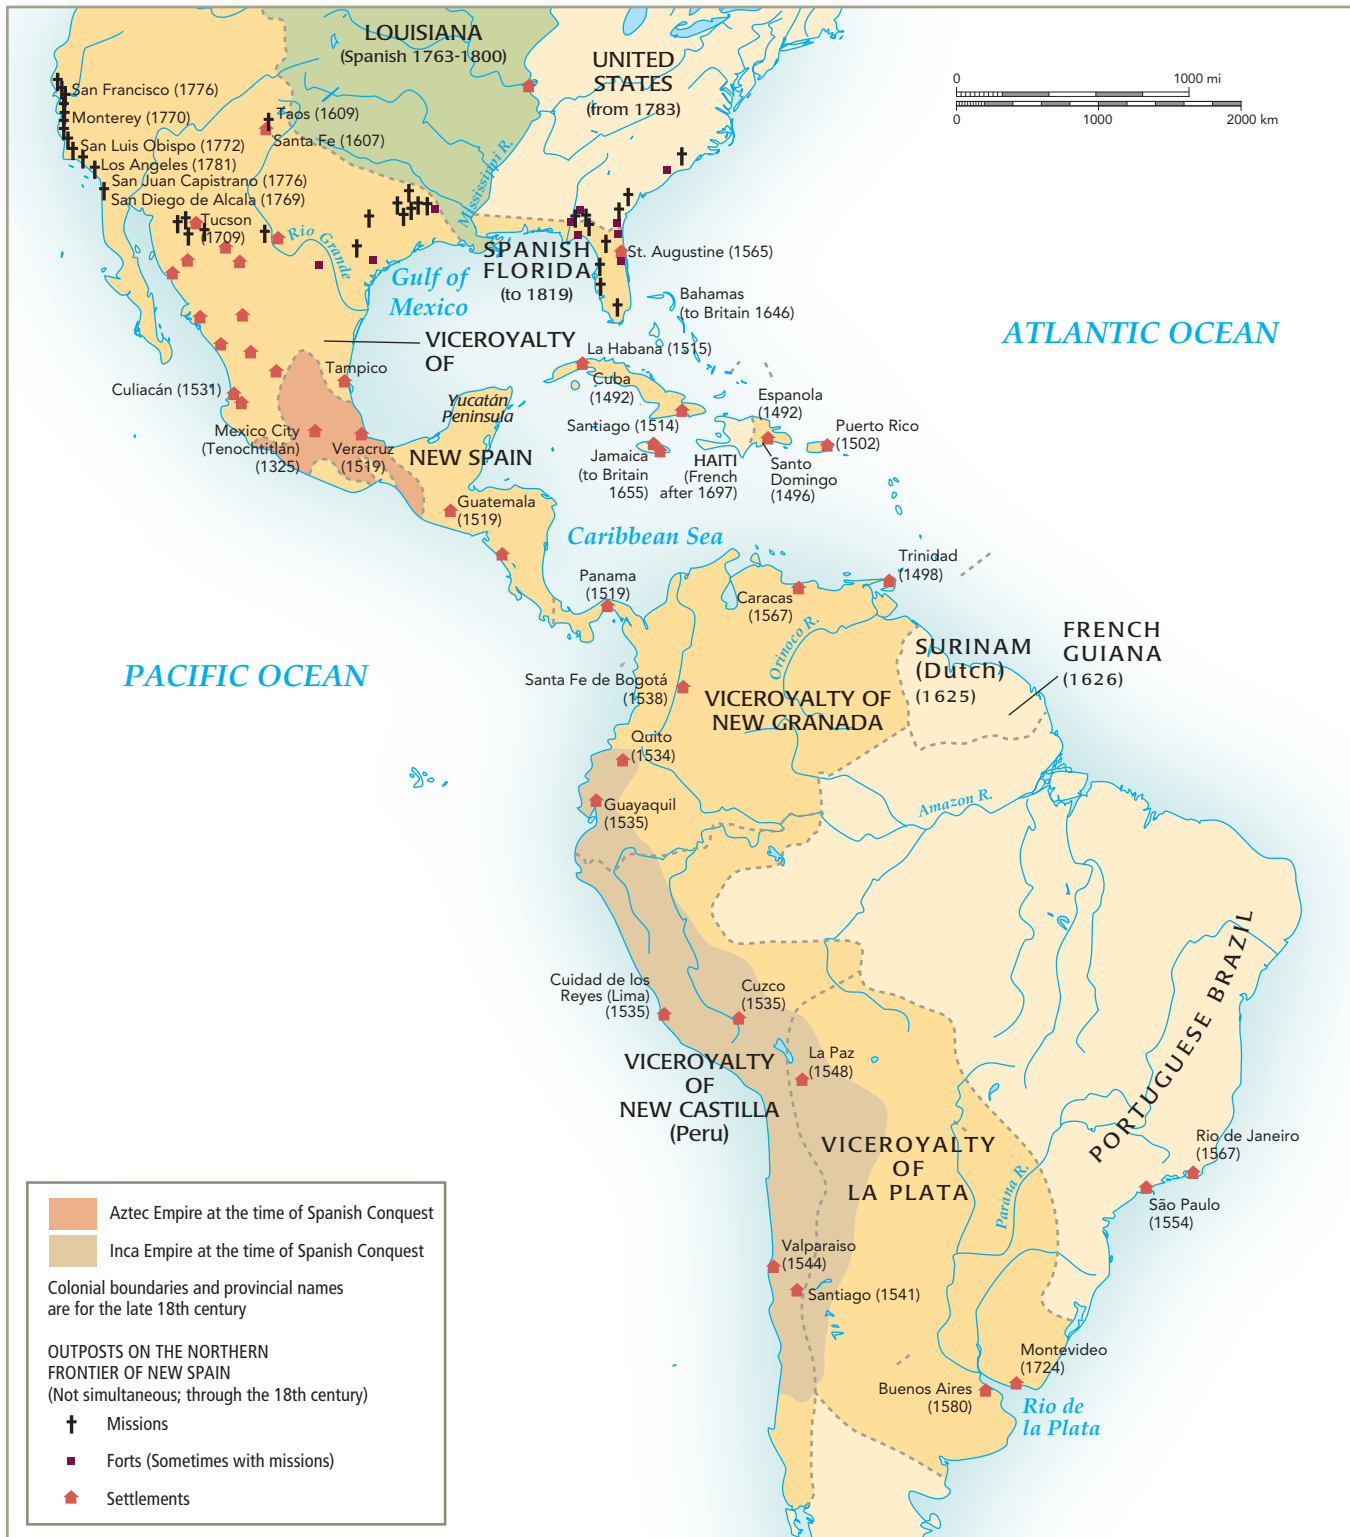 LOUISIANA
(Spanish 1763-1800)
UNITED
STATES
(from 1783)
0
1000 mi
0
1000
2000 km
San Francisco (1776)
Monterey (1770)
San Luis Obispo (1772)
Los Angeles (1781)
San Juan Capistrano (1776)
San Diego de Alcala (1769)
Taos (1609)
Santa Fe (1607)
Tucson
(1709)
Rio Grande
Mississippi R.
SPANISH
FLORIDA
(to 1819)
St. Augustine (1565)
Gulf of
Mexico
Bahamas
(to Britain 1646)
ATLANTIC OCEAN
VICEROYALTY
OF
NEW SPAIN
La Habana (1515)
Cuba
(1492)
Tampico
Culiacán (1531)
Yucatán
Peninsula
Espanola
(1492)
Puerto Rico
(1502)
Santiago (1514)
Mexico City
(Tenochtitlán)
(1325)
Veracruz
(1519)
Jamaica
(to Britain
1655)
HAITI
(French
after 1697)
Santo
Domingo
(1496)
Guatemala
(1519)
Caribbean Sea
Trinidad
(1498)
Panama
(1519)
Caracas
(1567)
Orinoco R.
SURINAM
(Dutch)
(1625)
FRENCH
GUIANA
(1626)
PACIFIC OCEAN
Santa Fe de Bogotá
(1538)
VICEROYALTY OF
NEW GRANADA
Quito
(1534)
Guayaquil
(1535)
Amazon R.
PORTUGUESE BRAZIL
Cuidad de los
Reyes (Lima)
(1535)
Cuzco
(1535)
La Paz
(1548)
VICEROYALTY
OF
NEW CASTILLA
(Peru)
VICEROYALTY
OF
LA PLATA
Parana R.
Rio de Janeiro
(1567)
São Paulo
(1554)
Valparaiso
(1544)
Santiago (1541)
Montevideo
(1724)
Buenos Aires
(1580)
Rio de
la Plata
Aztec Empire at the time of Spanish Conquest
Inca Empire at the time of Spanish Conquest
Colonial boundaries and provincial names
are for the late 18th century
OUTPOSTS ON THE NORTHERN
FRONTIER OF NEW SPAIN
(Not simultaneous; through the 18th century)
Missions
Forts (Sometimes with missions)
Settlements